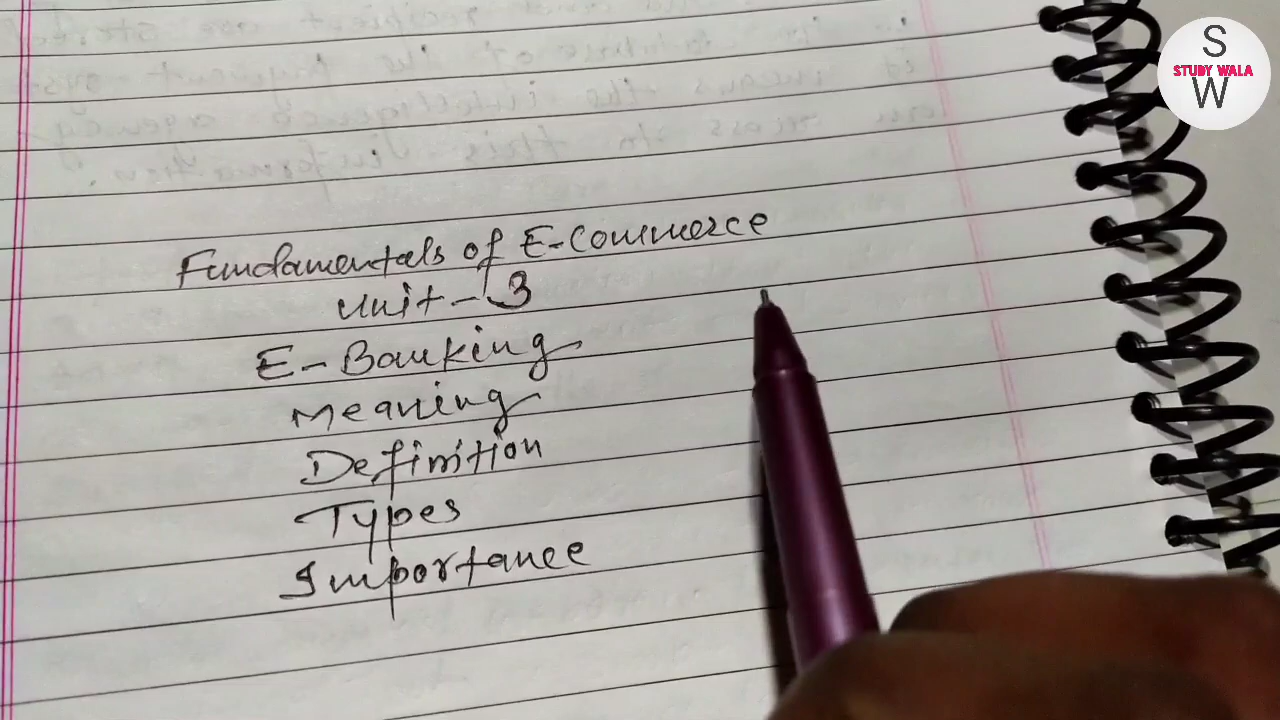 S
STUDY WALA
W
Fundamentals of E-Commerce
Unit - 3
E-Banking
Meaning
Definition
Types
Importance